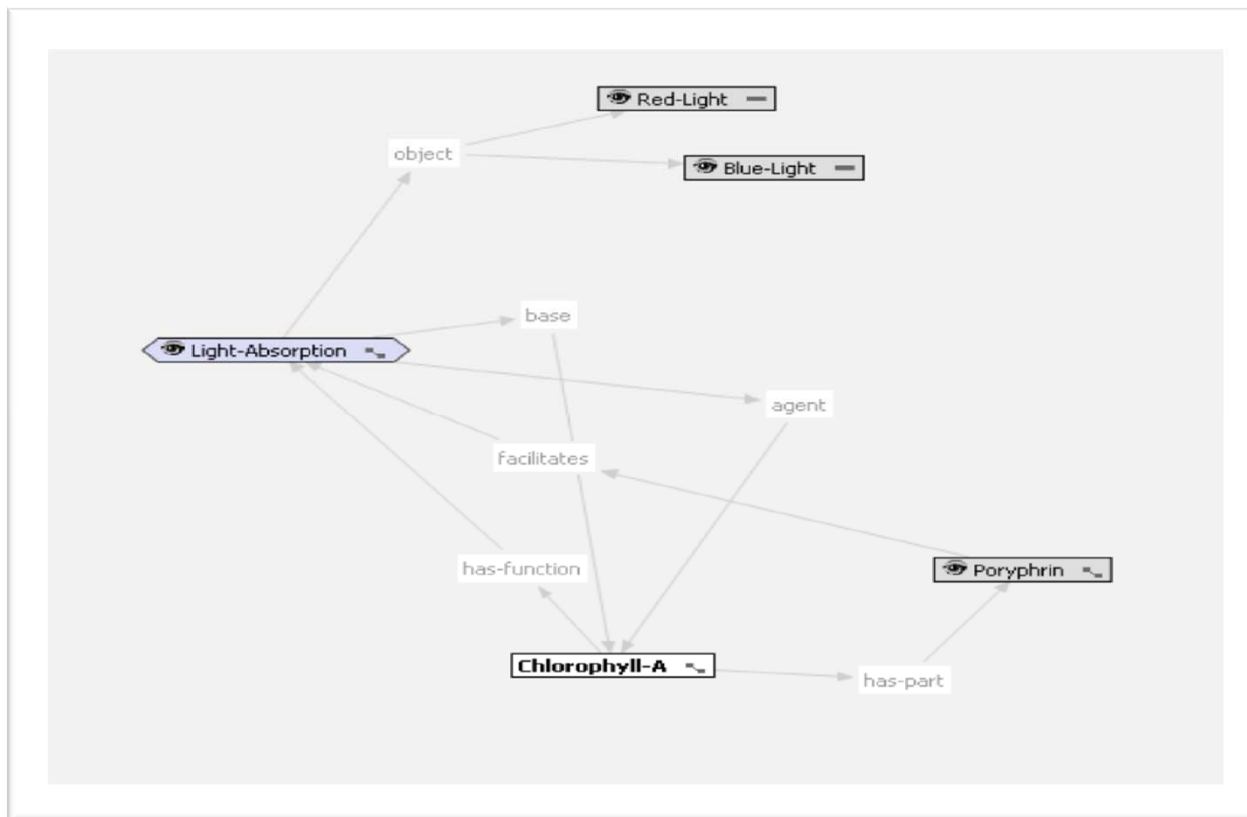 Red-Light
object
Blue-Light
base
Light-Absorption
agent
facilitates
has-function
Poryphrin
Chlorophyll-A
has-part